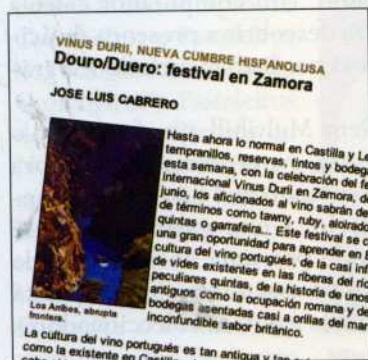 VINUS DURII, NUEVA CUMBRE HISPANOLUSA
Douro/Duero: festival en Zamora
JOSE LUIS CABRERO
Hasta ahora lo normal en Castilla y Le
tempranillos, reservas, tintos y bodega
esta semana, con la celebración del fe
internacional Vinus Durii en Zamora, de
junio, los aficionados al vino sabrán de
de términos como tawny, ruby, aloirado
quintas o garrafeira... Este festival se c
una gran oportunidad para aprender en E
cultura del vino portugués, de la casi inf
de vides existentes en las riberas del río
peculiares quintas, de la historia de unos
antiguos como la ocupación romana y de
bodegas asentadas casi a orillas del mar
inconfundible sabor británico.
Los Arribes, abrupta
frontera.
La cultura del vino portugués es tan antigua y tan
como la existente en Castilla